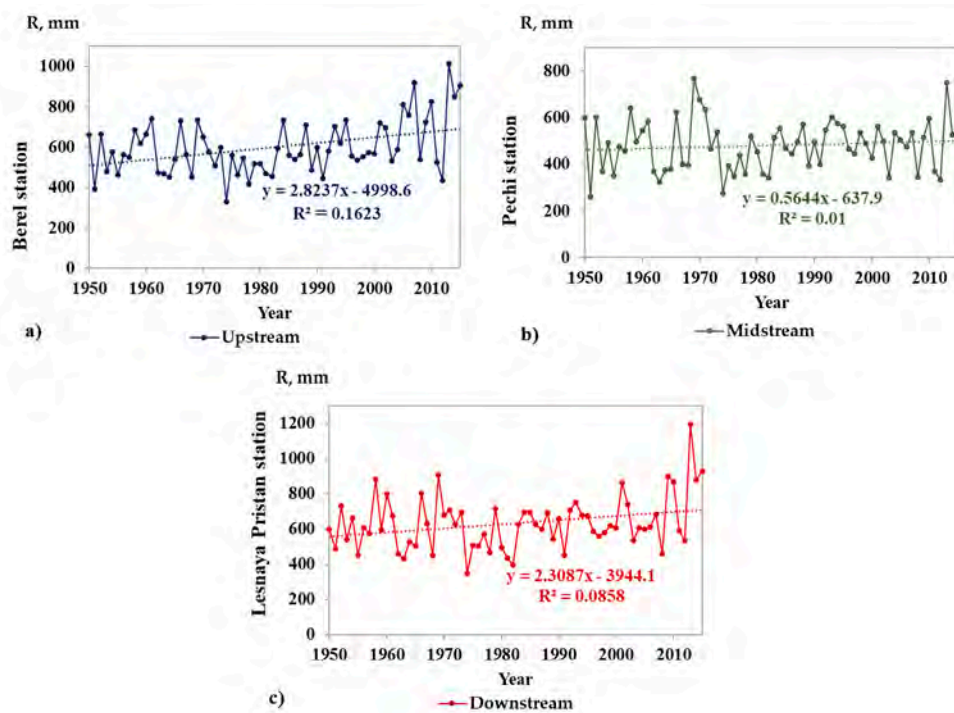 R, mm
Berel station
1000
800
600
400
200
0
y = 2.8237x - 4998.6
R² = 0.1623
1950 1960 1970 1980 1990 2000 2010
Year
a)
Upstream
R, mm
Pechi station
800
600
400
200
0
y = 0.5644x - 637.9
R² = 0.01
1950 1960 1970 1980 1990 2000 2010
Year
b)
Midstream
R, mm
Lesnaya Pristan station
1200
1000
800
600
400
200
0
y = 2.3087x - 3944.1
R² = 0.0858
1950 1960 1970 1980 1990 2000 2010
Year
c)
Downstream